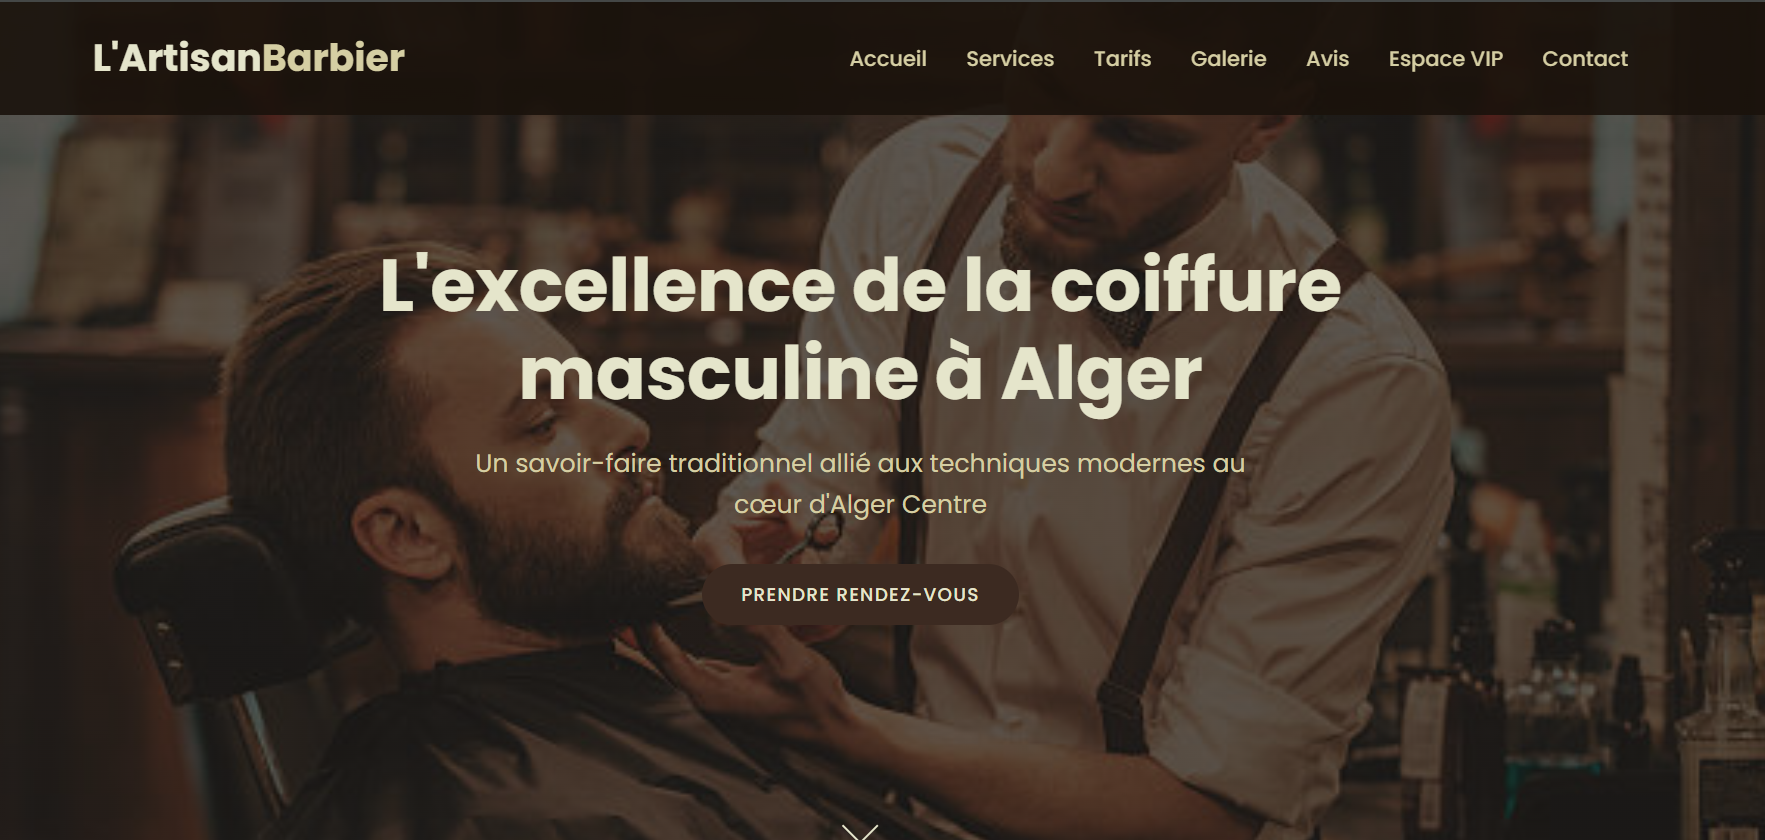 L'ArtisanBarbier
Accueil Services Tarifs Galerie Avis Espace VIP Contact
L'excellence de la coiffure
masculine à Alger
Un savoir-faire traditionnel allié aux techniques modernes au
cœur d'Alger Centre
PRENDRE RENDEZ-VOUS